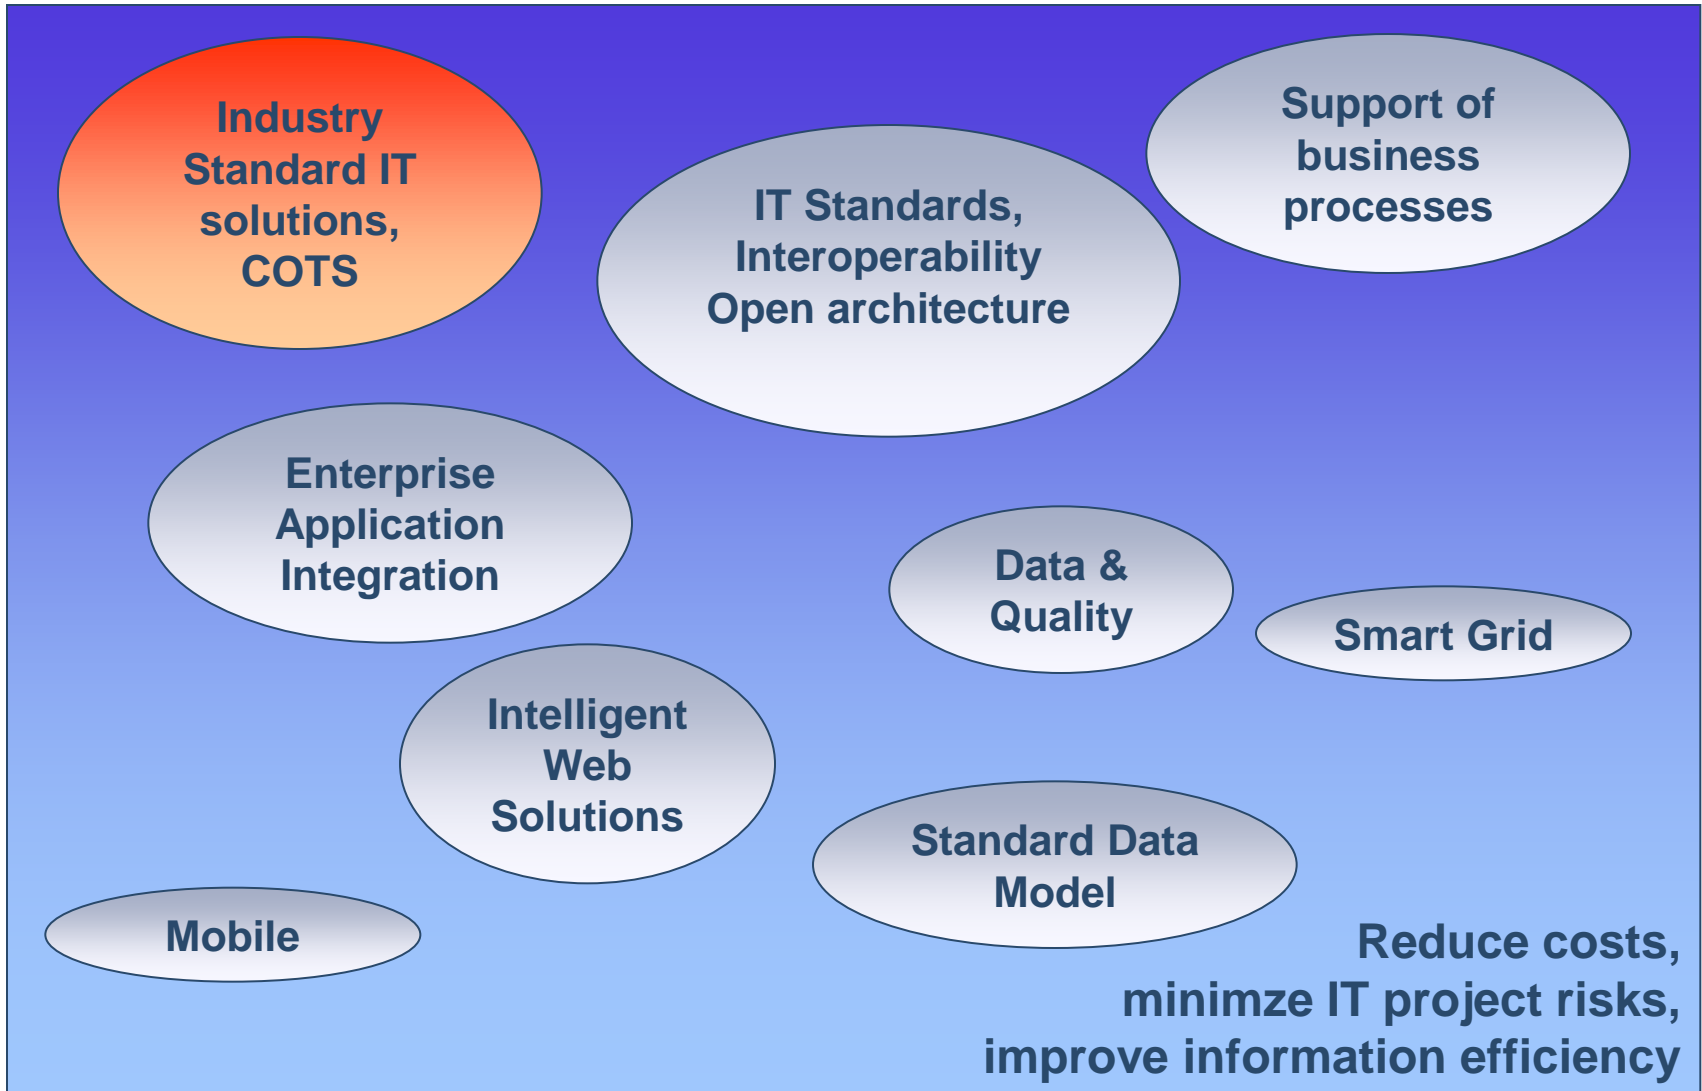 Industry
Standard IT
solutions,
COTS
IT Standards,
Interoperability
Open architecture
Support of
business
processes
Enterprise
Application
Integration
Data &
Quality
Smart Grid
Intelligent
Web
Solutions
Standard Data
Model
Mobile
Reduce costs,
minimze IT project risks,
improve information efficiency